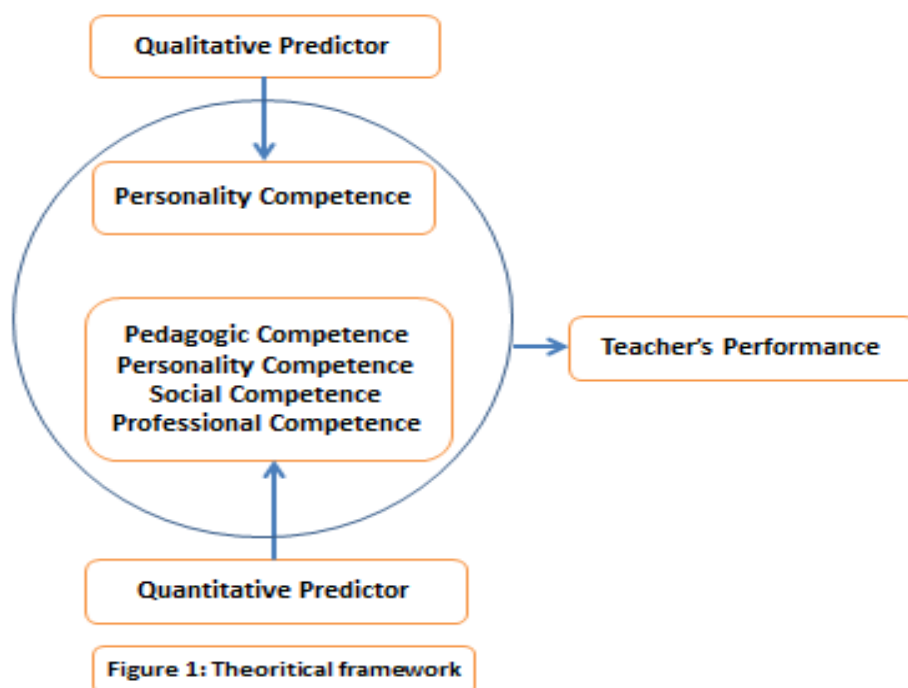 Qualitative Predictor
Personality Competence
Pedagogic Competence
Personality Competence
Social Competence
Professional Competence
Teacher's Performance
Quantitative Predictor
Figure 1: Theoritical framework